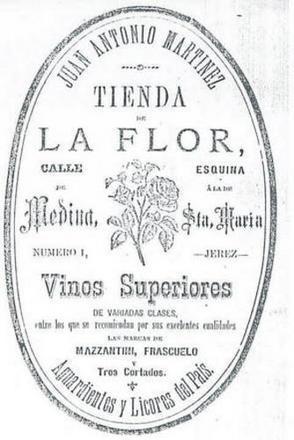 JUAN ANTONIO MARTINEZ
TIENDA
DE
LA FLOR,
CALLE ESQUINA
DE Á LA DE
Medina, Sta. Maria
NUMERO 1, —JEREZ—
Vinos Superiores
DE VARIADAS CLASES,
entre los que se recomiendan por sus excelentes cualidades
LAS MARCAS DE
MAZZANTINI, FRASCUELO
Y
Tres Cortados.
Aguardientes y Licores del País.